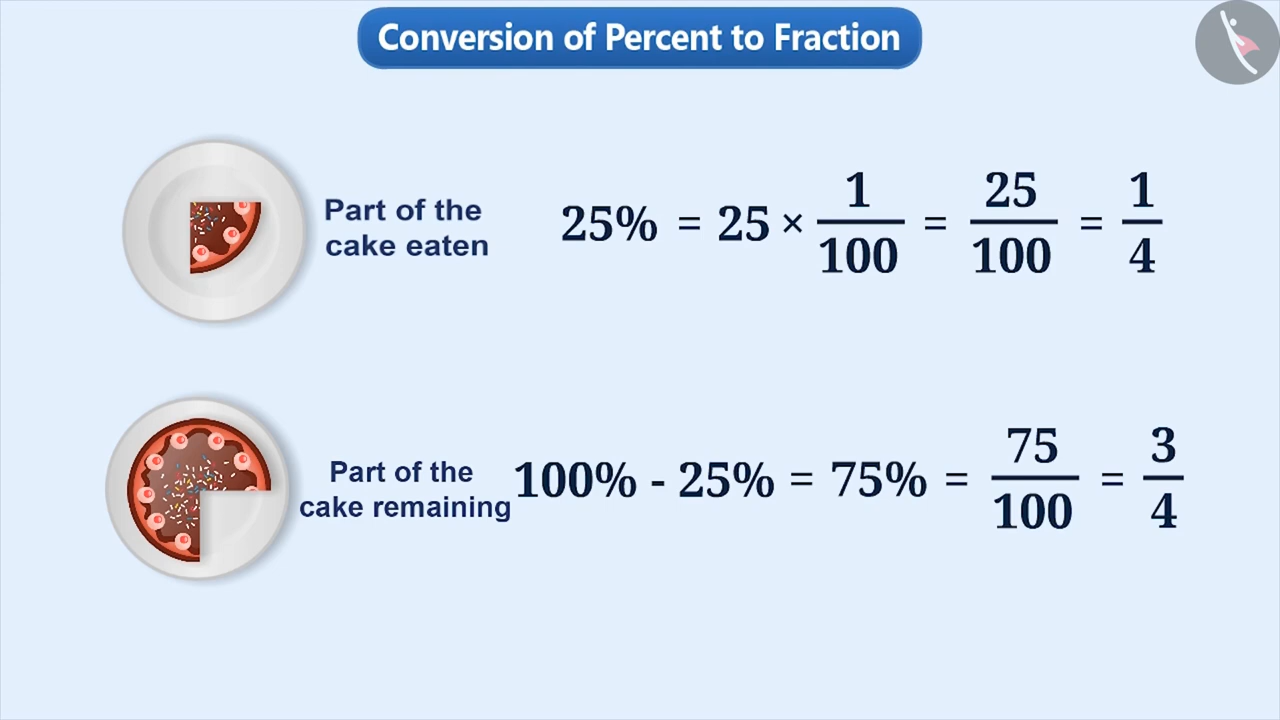 Conversion of Percent to Fraction
Part of the
cake eaten
25% = 25 × 1/100 = 25/100 = 1/4
Part of the
cake remaining
100% - 25% = 75% = 75/100 = 3/4